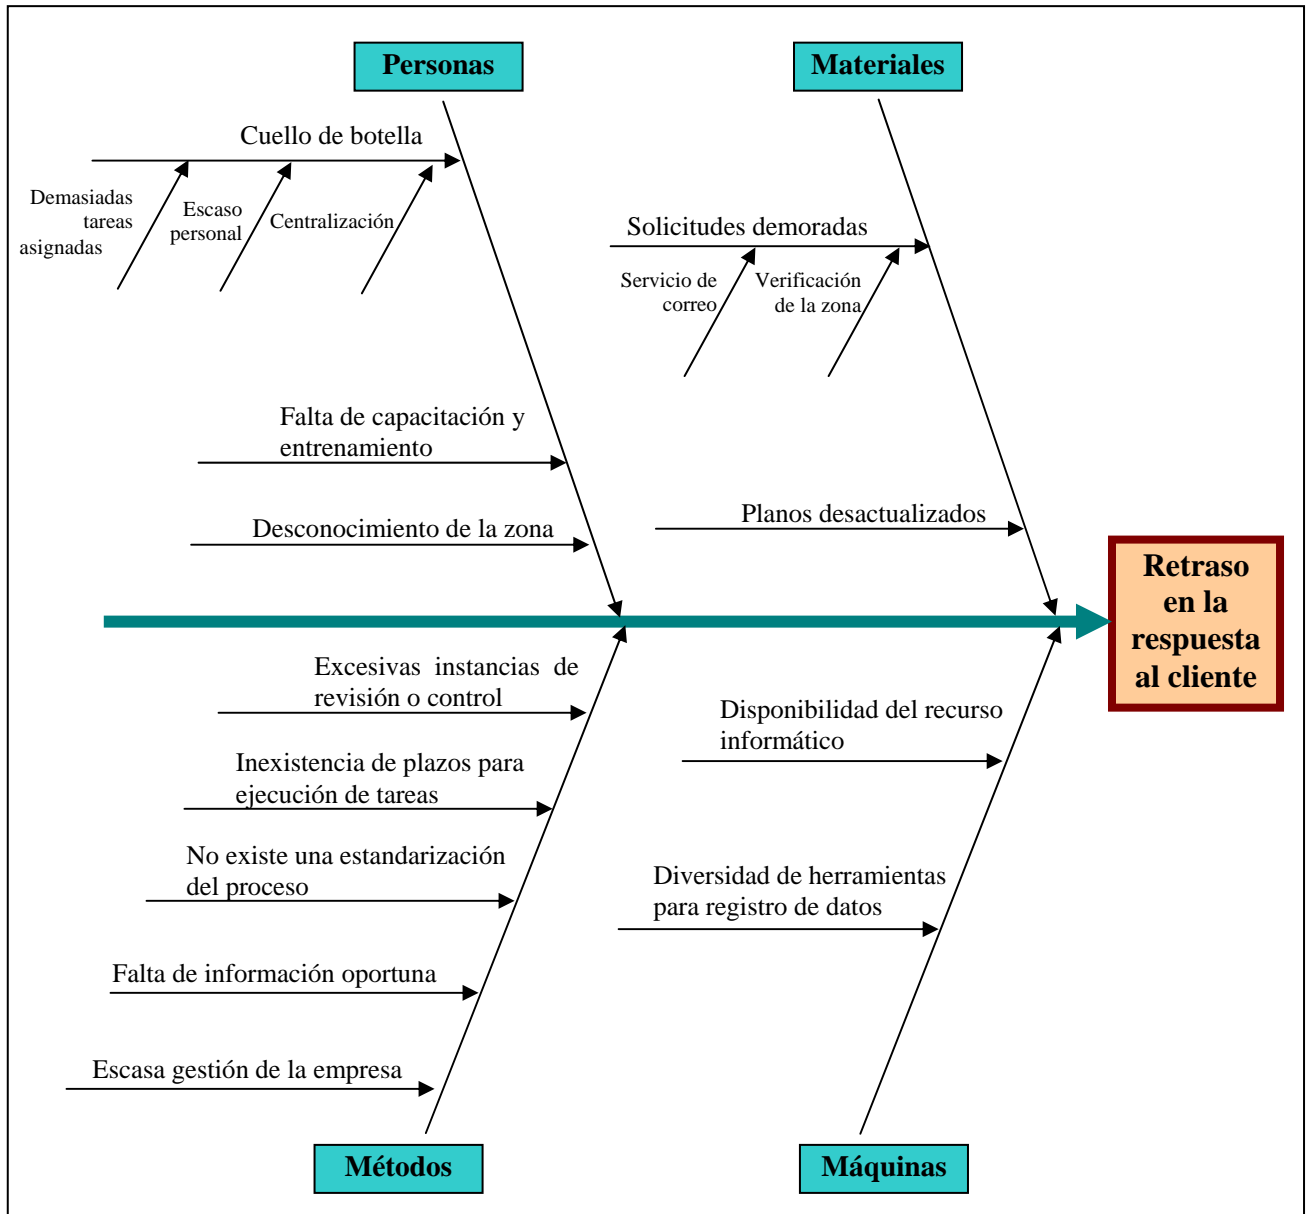 Personas
Materiales
Cuello de botella
Demasiadas
tareas
asignadas
Escaso
personal
Centralización
Solicitudes demoradas
Servicio de
correo
Verificación
de la zona
Falta de capacitación y
entrenamiento
Desconocimiento de la zona
Planos desactualizados
Retraso
en la
respuesta
al cliente
Excesivas instancias de
revisión o control
Inexistencia de plazos para
ejecución de tareas
No existe una estandarización
del proceso
Falta de información oportuna
Escasa gestión de la empresa
Disponibilidad del recurso
informático
Diversidad de herramientas
para registro de datos
Métodos
Máquinas